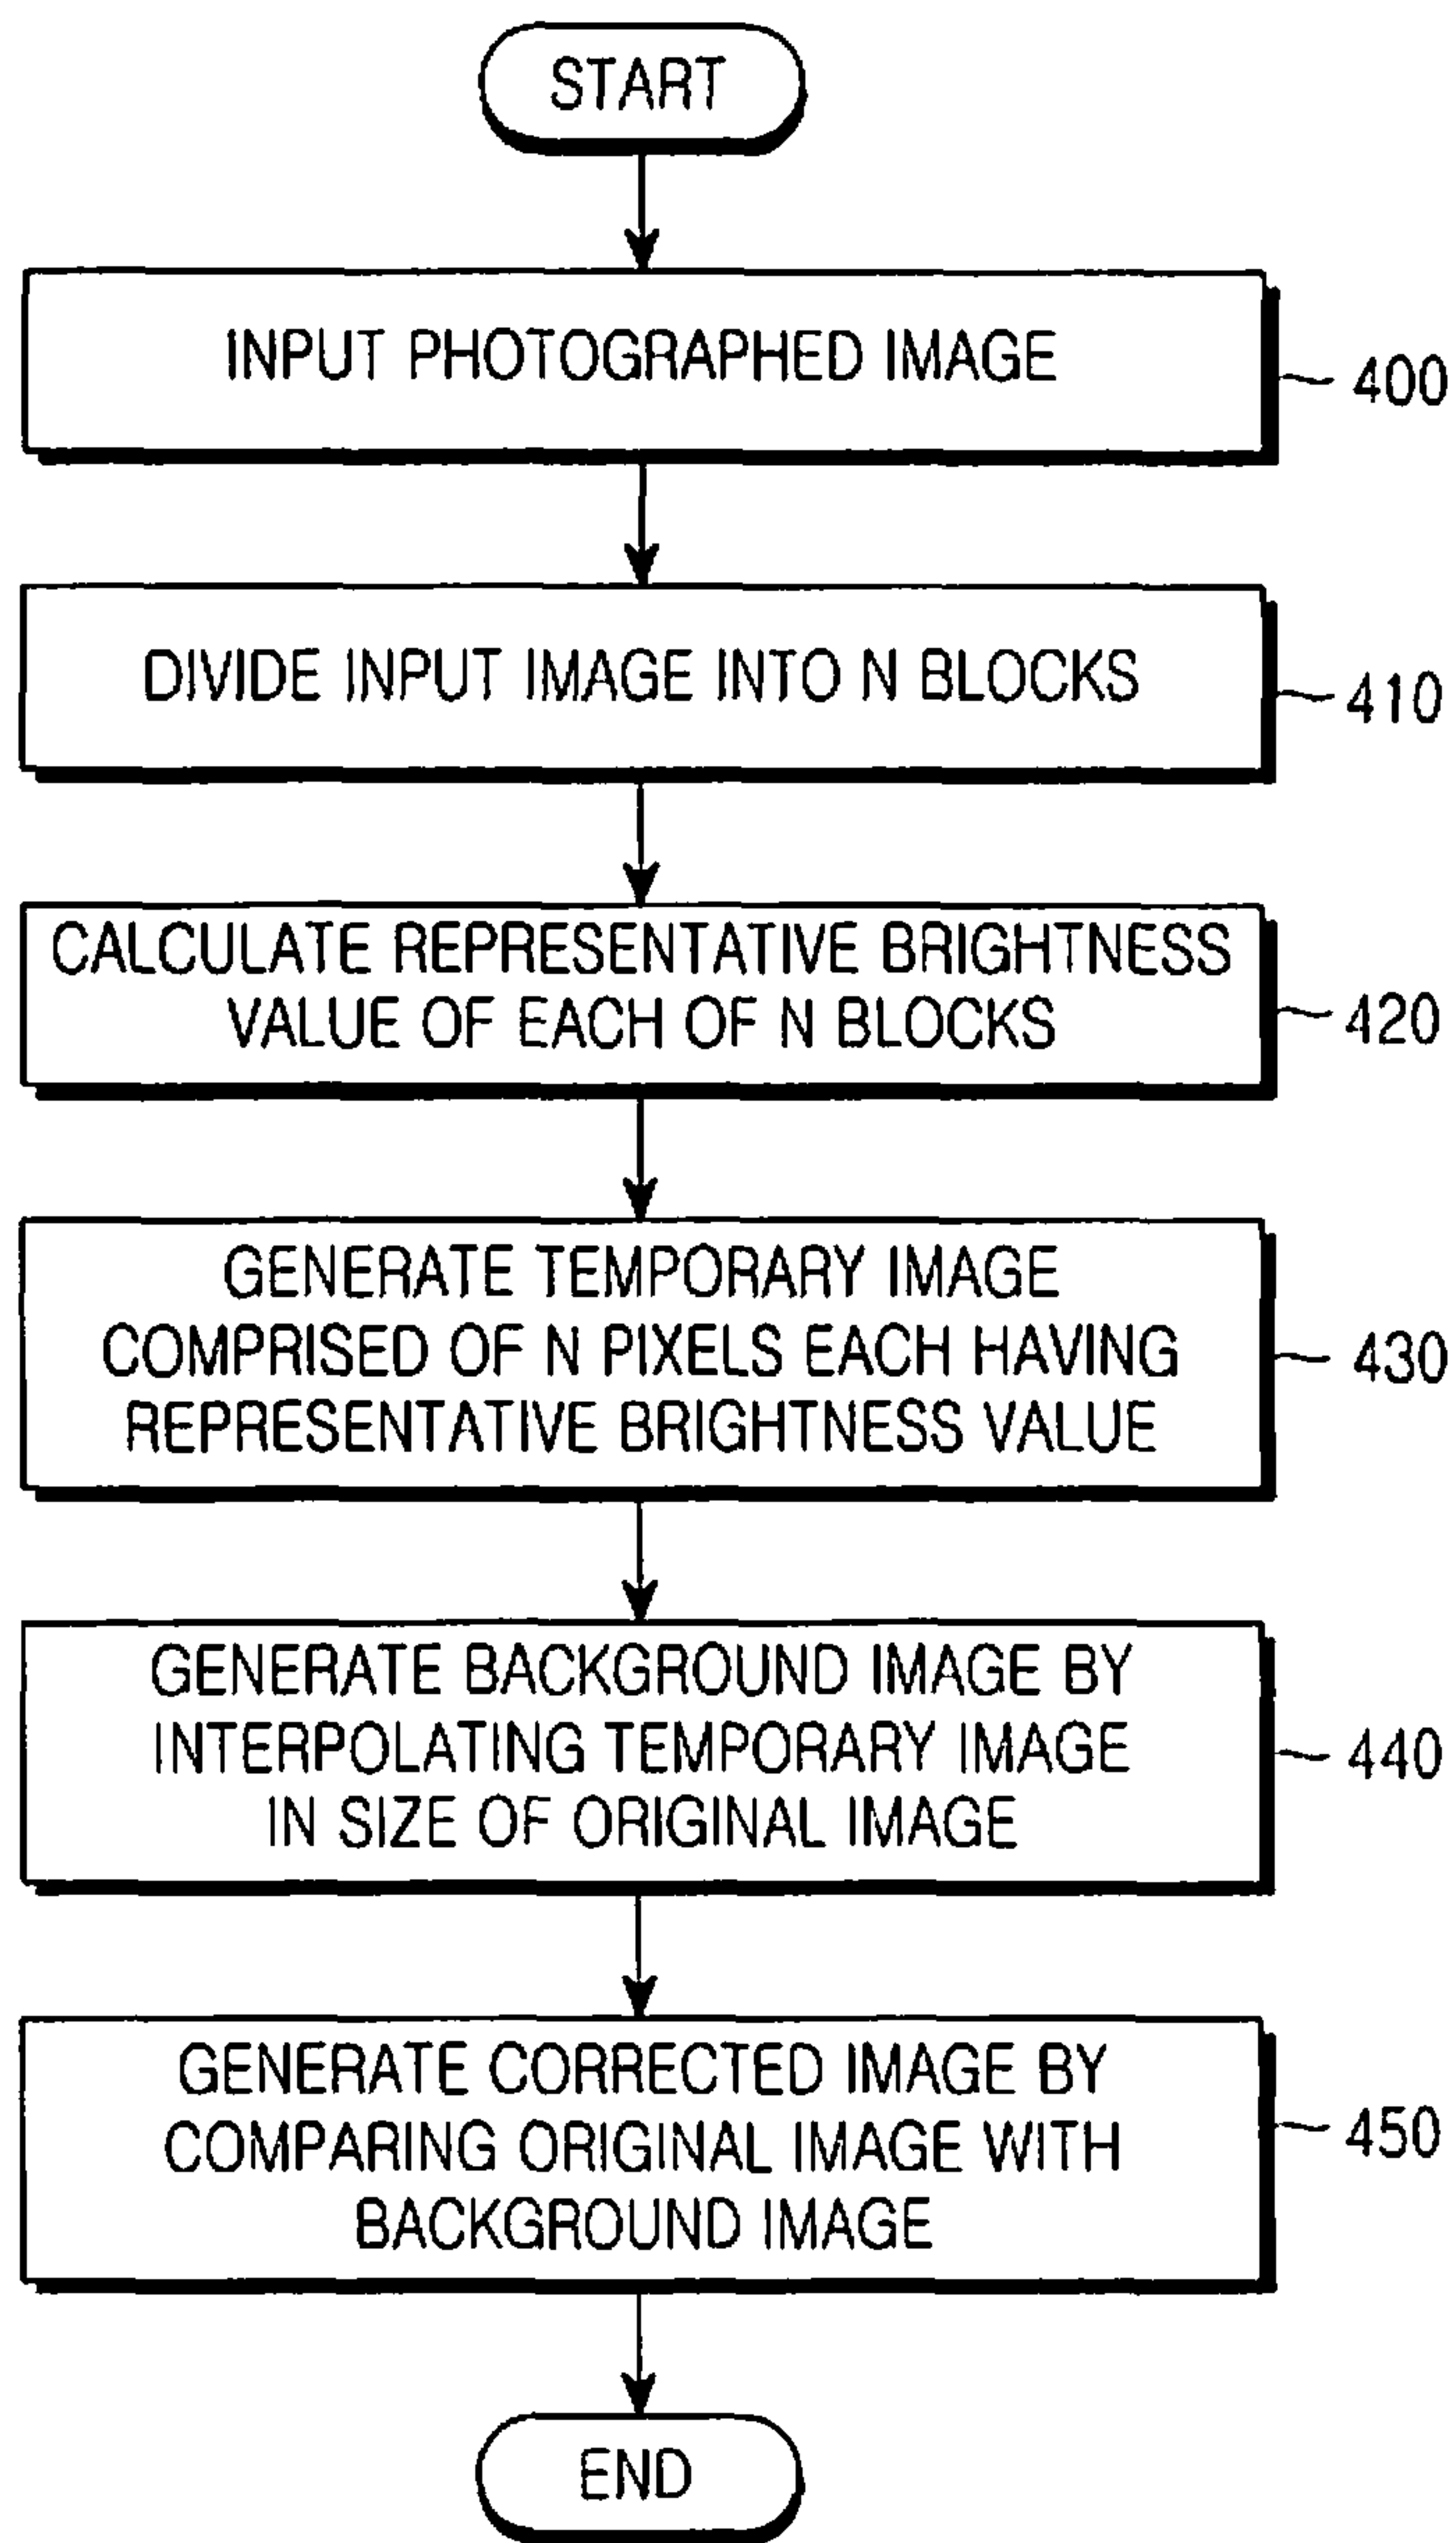 START
INPUT PHOTOGRAPHED IMAGE
400
DIVIDE INPUT IMAGE INTO N BLOCKS
410
CALCULATE REPRESENTATIVE BRIGHTNESS
VALUE OF EACH OF N BLOCKS
420
GENERATE TEMPORARY IMAGE
COMPRISED OF N PIXELS EACH HAVING
REPRESENTATIVE BRIGHTNESS VALUE
430
GENERATE BACKGROUND IMAGE BY
INTERPOLATING TEMPORARY IMAGE
IN SIZE OF ORIGINAL IMAGE
440
GENERATE CORRECTED IMAGE BY
COMPARING ORIGINAL IMAGE WITH
BACKGROUND IMAGE
450
END